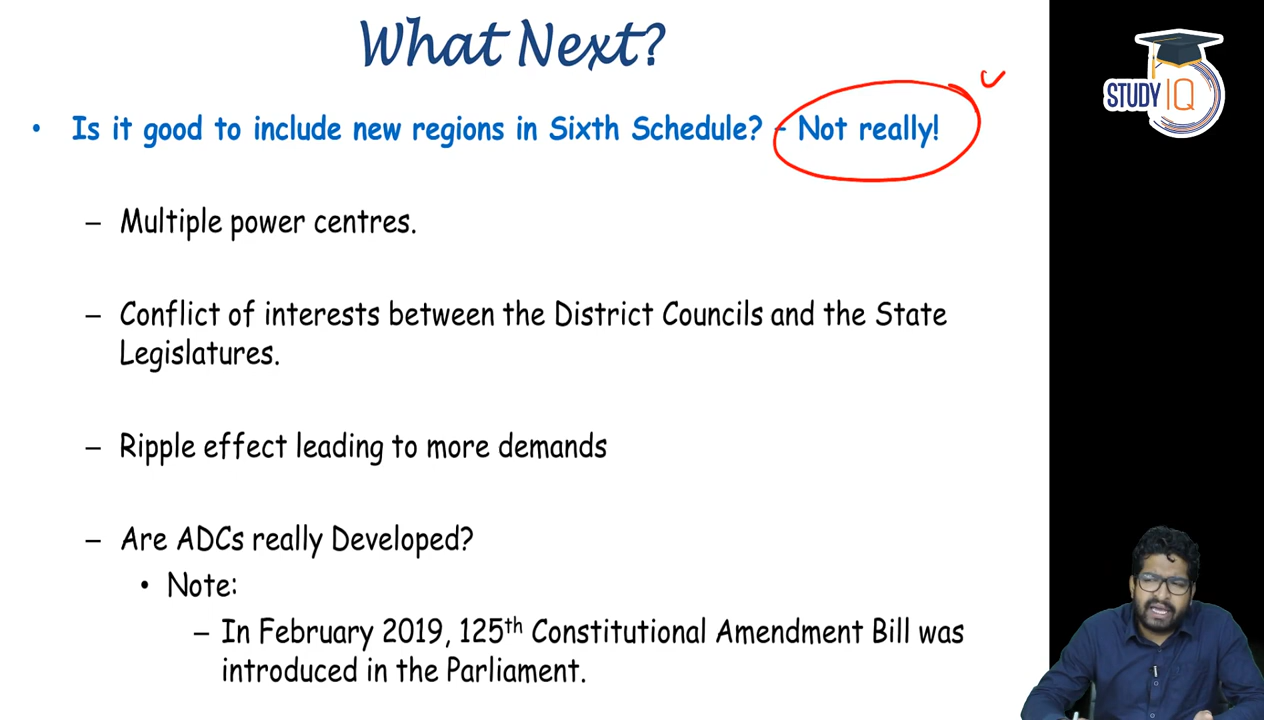 What Next?
STUDY IQ
• Is it good to include new regions in Sixth Schedule? - Not really!
– Multiple power centres.
– Conflict of interests between the District Councils and the State
Legislatures.
– Ripple effect leading to more demands
– Are ADCs really Developed?
• Note:
– In February 2019, 125th Constitutional Amendment Bill was
introduced in the Parliament.